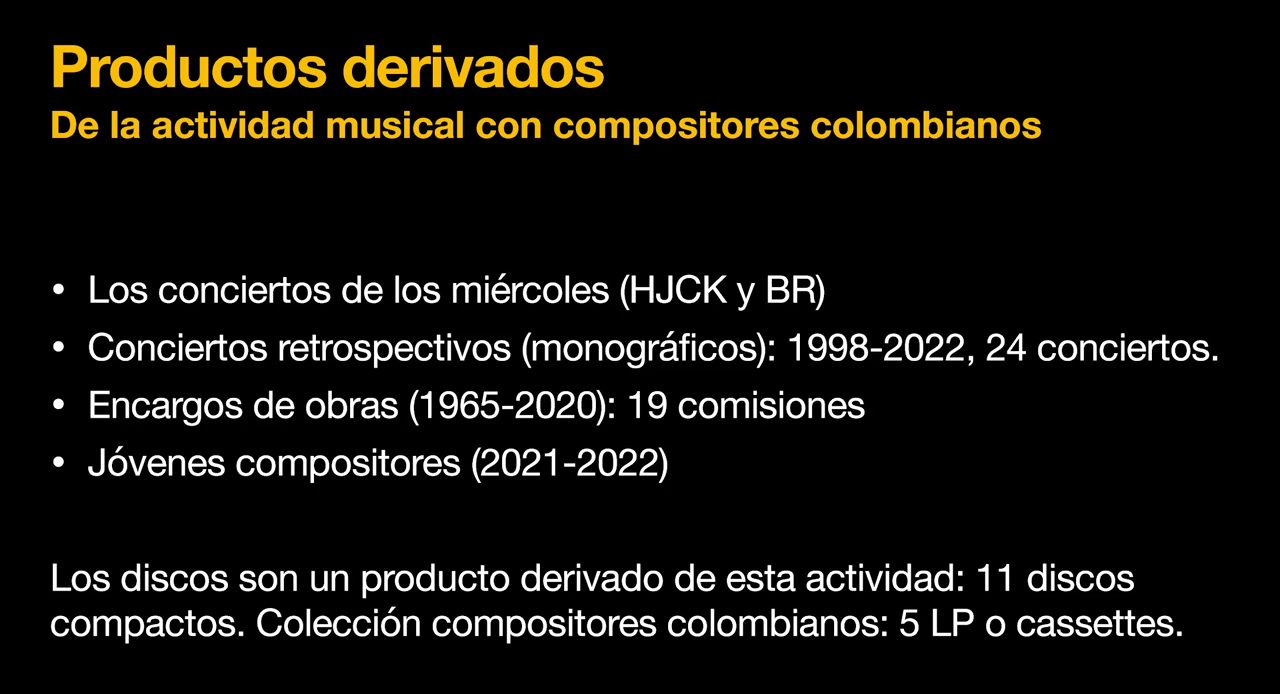 Productos derivados
De la actividad musical con compositores colombianos
• Los conciertos de los miércoles (HJCK y BR)
• Conciertos retrospectivos (monográficos): 1998-2022, 24 conciertos.
• Encargos de obras (1965-2020): 19 comisiones
• Jóvenes compositores (2021-2022)
Los discos son un producto derivado de esta actividad: 11 discos
compactos. Colección compositores colombianos: 5 LP o cassettes.